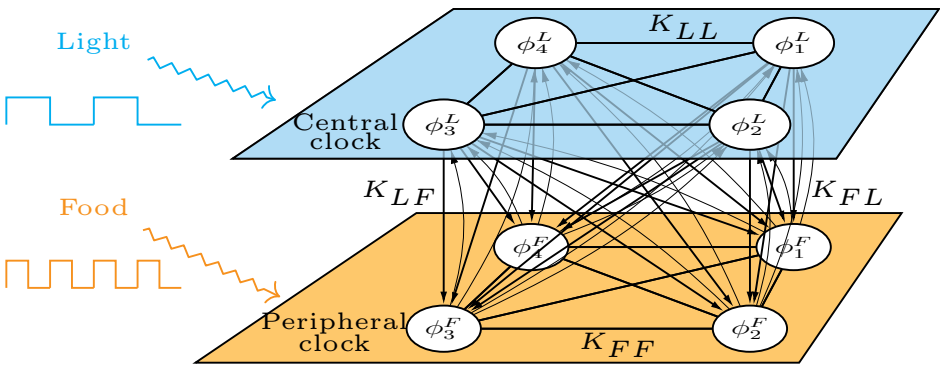 K_{LL}
Light
ϕ_4^L
ϕ_1^L
Central
clock
ϕ_3^L
ϕ_2^L
K_{LF}
K_{FL}
Food
ϕ_4^F
ϕ_1^F
Peripheral
clock
ϕ_3^F
ϕ_2^F
K_{FF}